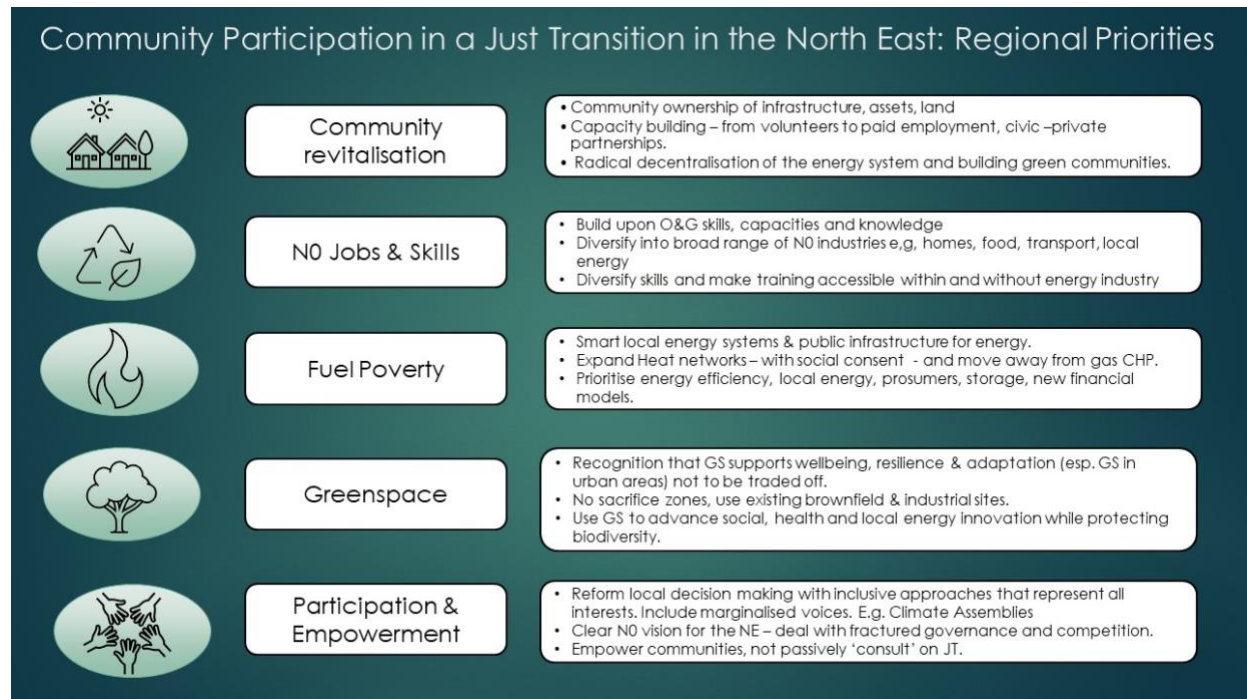 Community Participation in a Just Transition in the North East: Regional Priorities
Community
revitalisation
• Community ownership of infrastructure, assets, land
• Capacity building – from volunteers to paid employment, civic –private
partnerships.
• Radical decentralisation of the energy system and building green communities.
N0 Jobs & Skills
• Build upon O&G skills, capacities and knowledge
• Diversify into broad range of N0 industries e,g, homes, food, transport, local
energy
• Diversify skills and make training accessible within and without energy industry
Fuel Poverty
• Smart local energy systems & public infrastructure for energy.
• Expand Heat networks – with social consent - and move away from gas CHP.
• Prioritise energy efficiency, local energy, prosumers, storage, new financial
models.
Greenspace
• Recognition that GS supports wellbeing, resilience & adaptation (esp. GS in
urban areas) not to be traded off.
• No sacrifice zones, use existing brownfield & industrial sites.
• Use GS to advance social, health and local energy innovation while protecting
biodiversity.
Participation &
Empowerment
• Reform local decision making with inclusive approaches that represent all
interests. Include marginalised voices. E.g. Climate Assemblies
• Clear N0 vision for the NE – deal with fractured governance and competition.
• Empower communities, not passively ‘consult’ on JT.